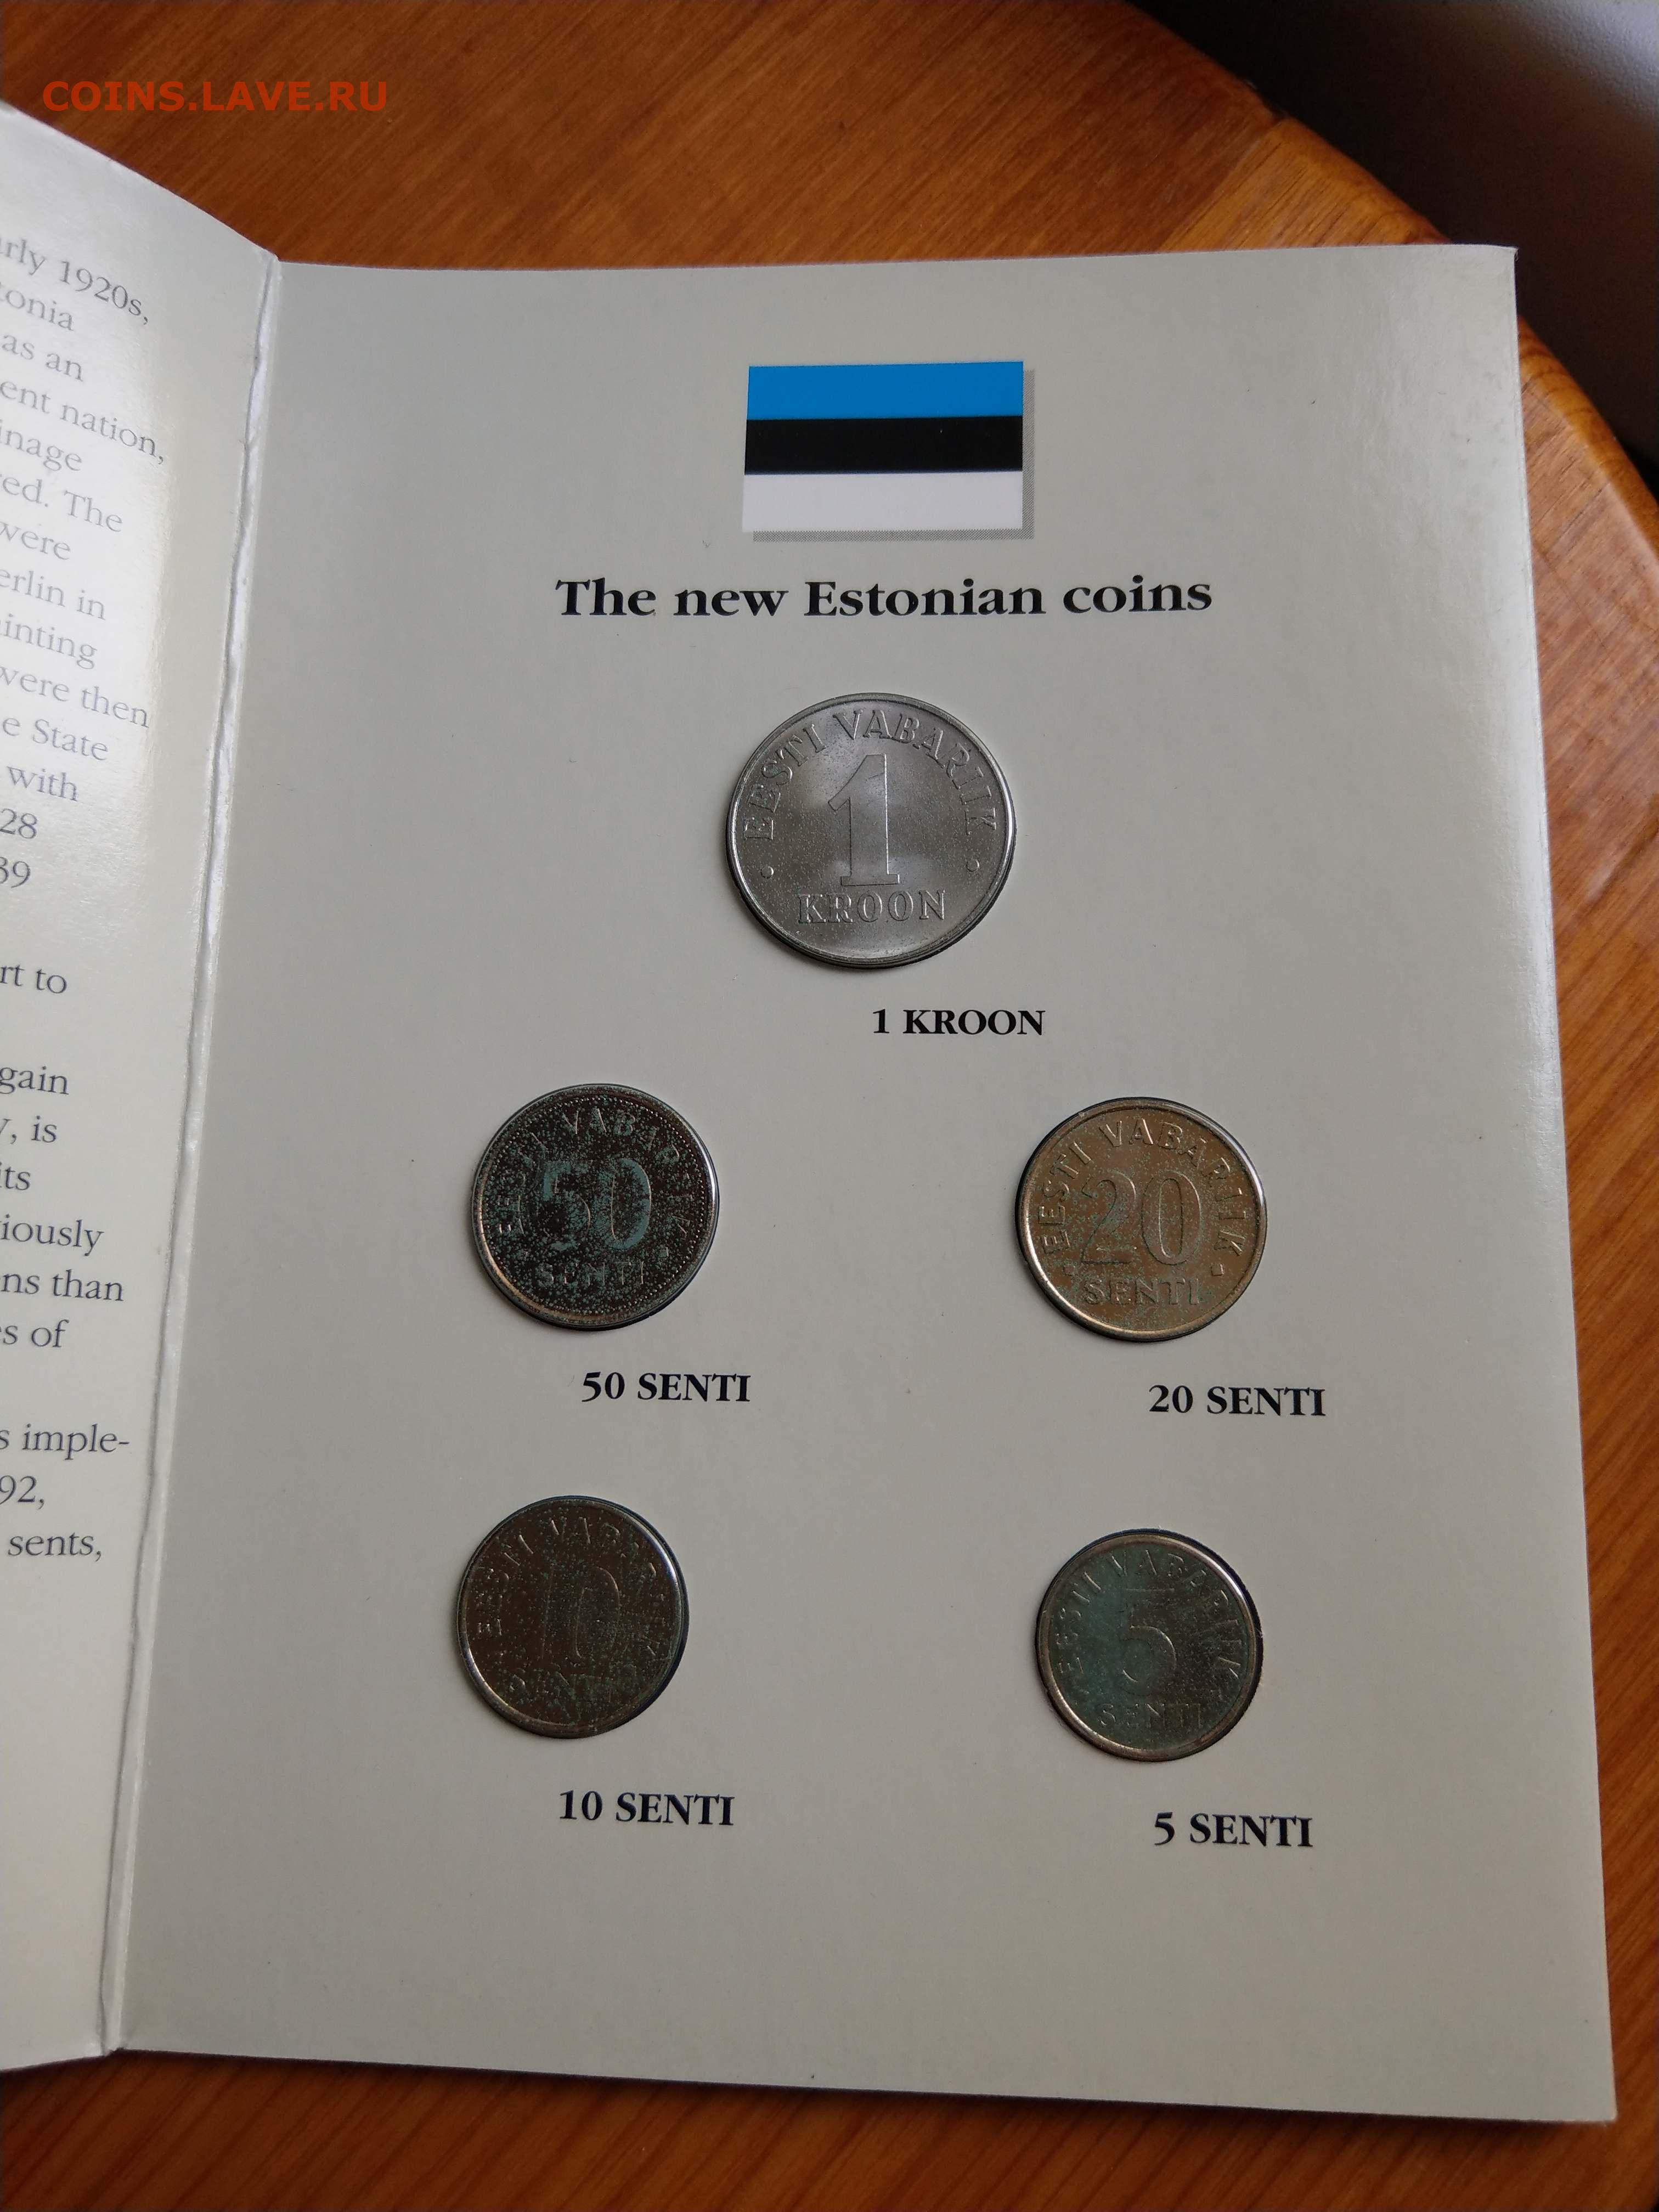 COINS.LAVE.RU
rly 1920s,
tonia
as an
ent nation,
inage
ed. The
were
erlin in
inting
were then
e State
with
28
39
rt to
gain
y, is
its
iously
ns than
s of
s imple-
92,
sents,
The new Estonian coins
EESTI VABARIIK
1
KROON
1 KROON
EESTI VABARIIK
50
SENTI
50 SENTI
EESTI VABARIIK
20
SENTI
20 SENTI
EESTI VABARIIK
10
SENTI
10 SENTI
EESTI VABARIIK
5
SENTI
5 SENTI